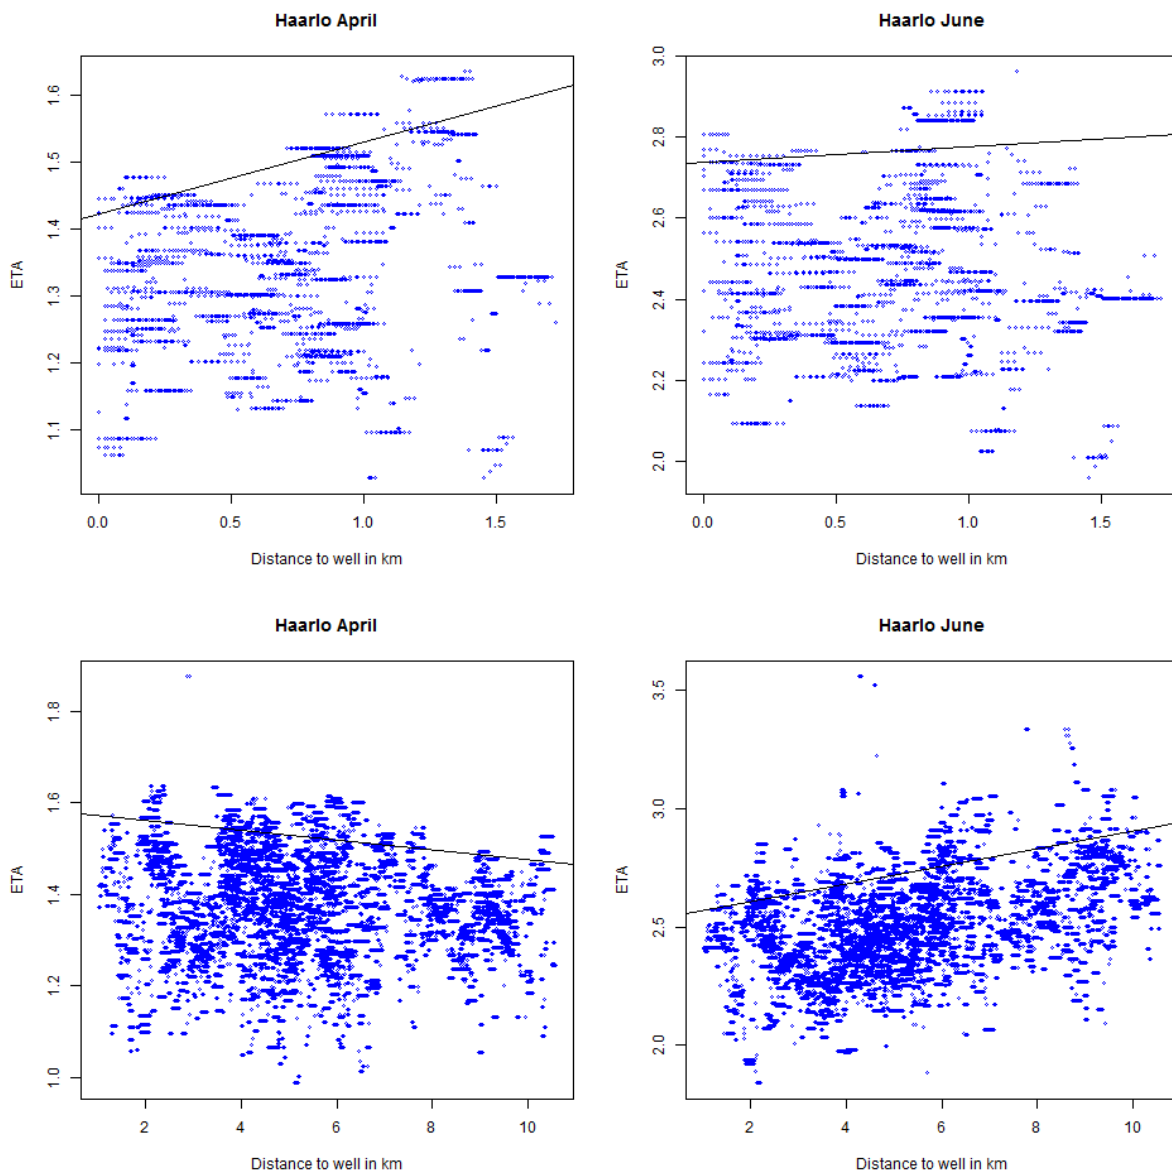 Haarlo April
ETA
1.6
1.5
1.4
1.3
1.2
1.1
0.0 0.5 1.0 1.5
Distance to well in km
Haarlo June
ETA
3.0
2.8
2.6
2.4
2.2
2.0
0.0 0.5 1.0 1.5
Distance to well in km
Haarlo April
ETA
1.8
1.6
1.4
1.2
1.0
2 4 6 8 10
Distance to well in km
Haarlo June
ETA
3.5
3.0
2.5
2.0
2 4 6 8 10
Distance to well in km